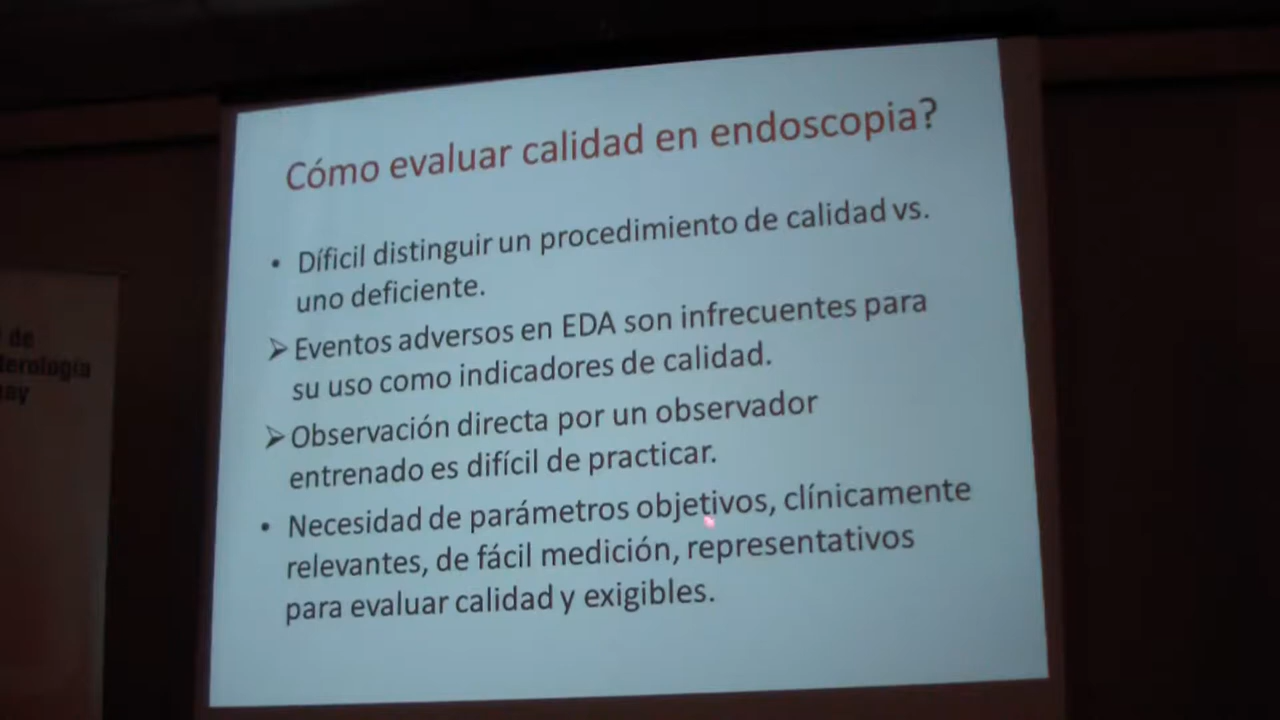 Cómo evaluar calidad en endoscopia?
• Díficil distinguir un procedimiento de calidad vs.
uno deficiente.
➢ Eventos adversos en EDA son infrecuentes para
su uso como indicadores de calidad.
➢ Observación directa por un observador
entrenado es difícil de practicar.
• Necesidad de parámetros objetivos, clínicamente
relevantes, de fácil medición, representativos
para evaluar calidad y exigibles.
de